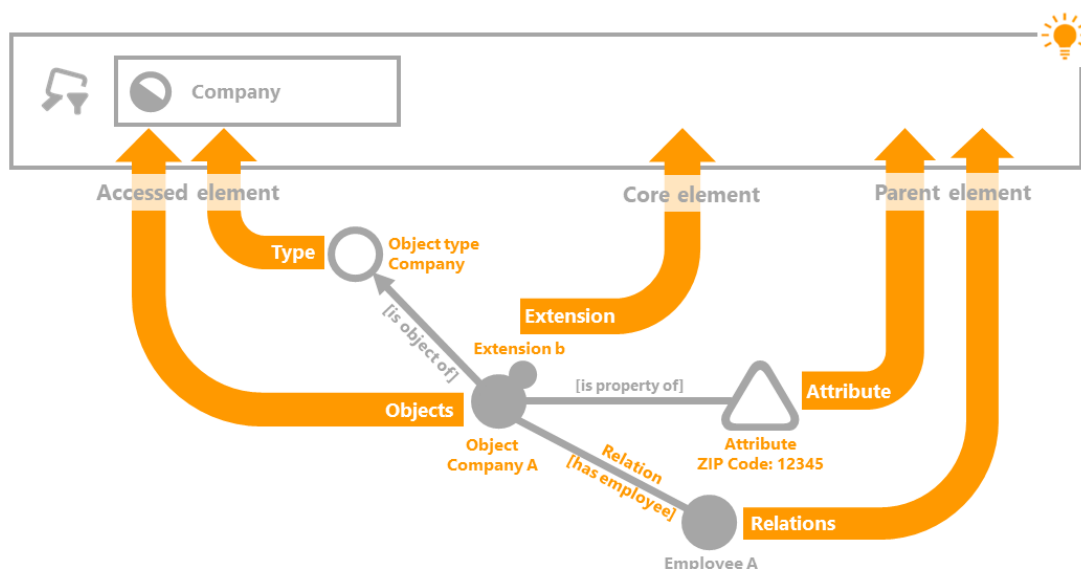 Company
Accessed element
Core element
Parent element
Type
Object type
Company
[is object of]
Extension
Extension b
[is property of]
Attribute
Objects
Object
Company A
Relation
[has employee]
Attribute
ZIP Code: 12345
Relations
Employee A